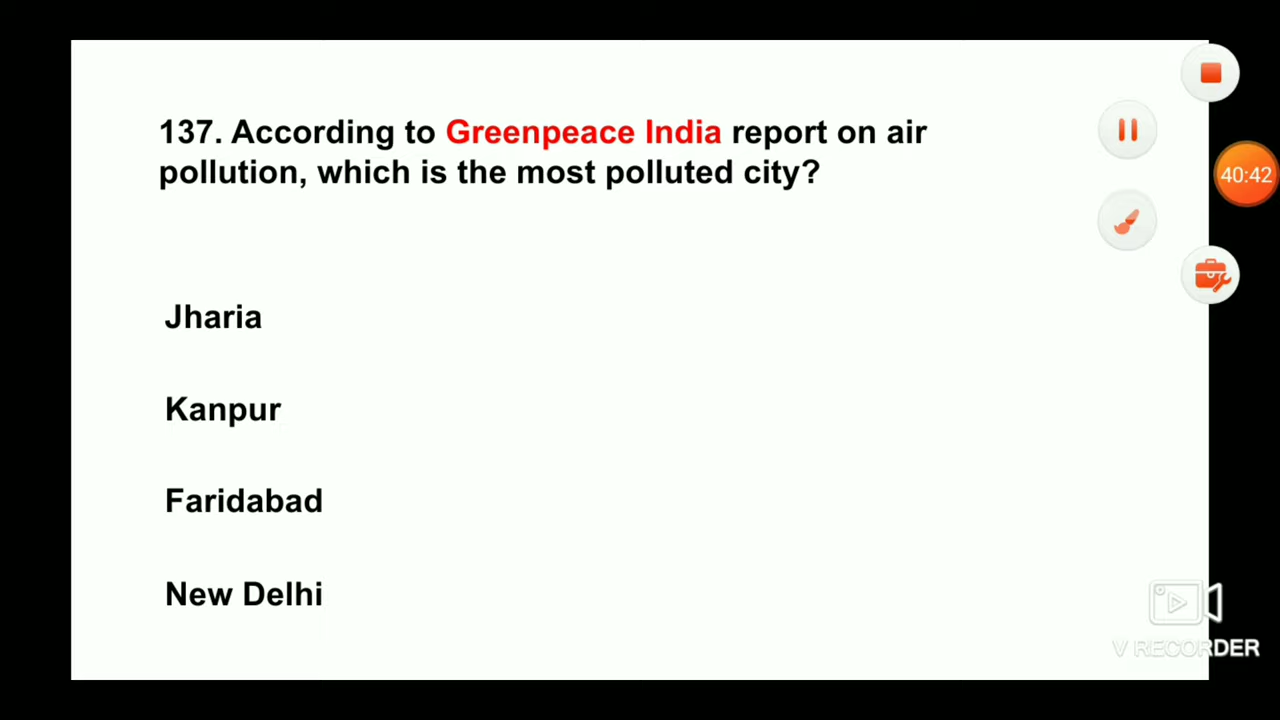 137. According to Greenpeace India report on air
pollution, which is the most polluted city?
40:42
Jharia
Kanpur
Faridabad
New Delhi
V RECORDER